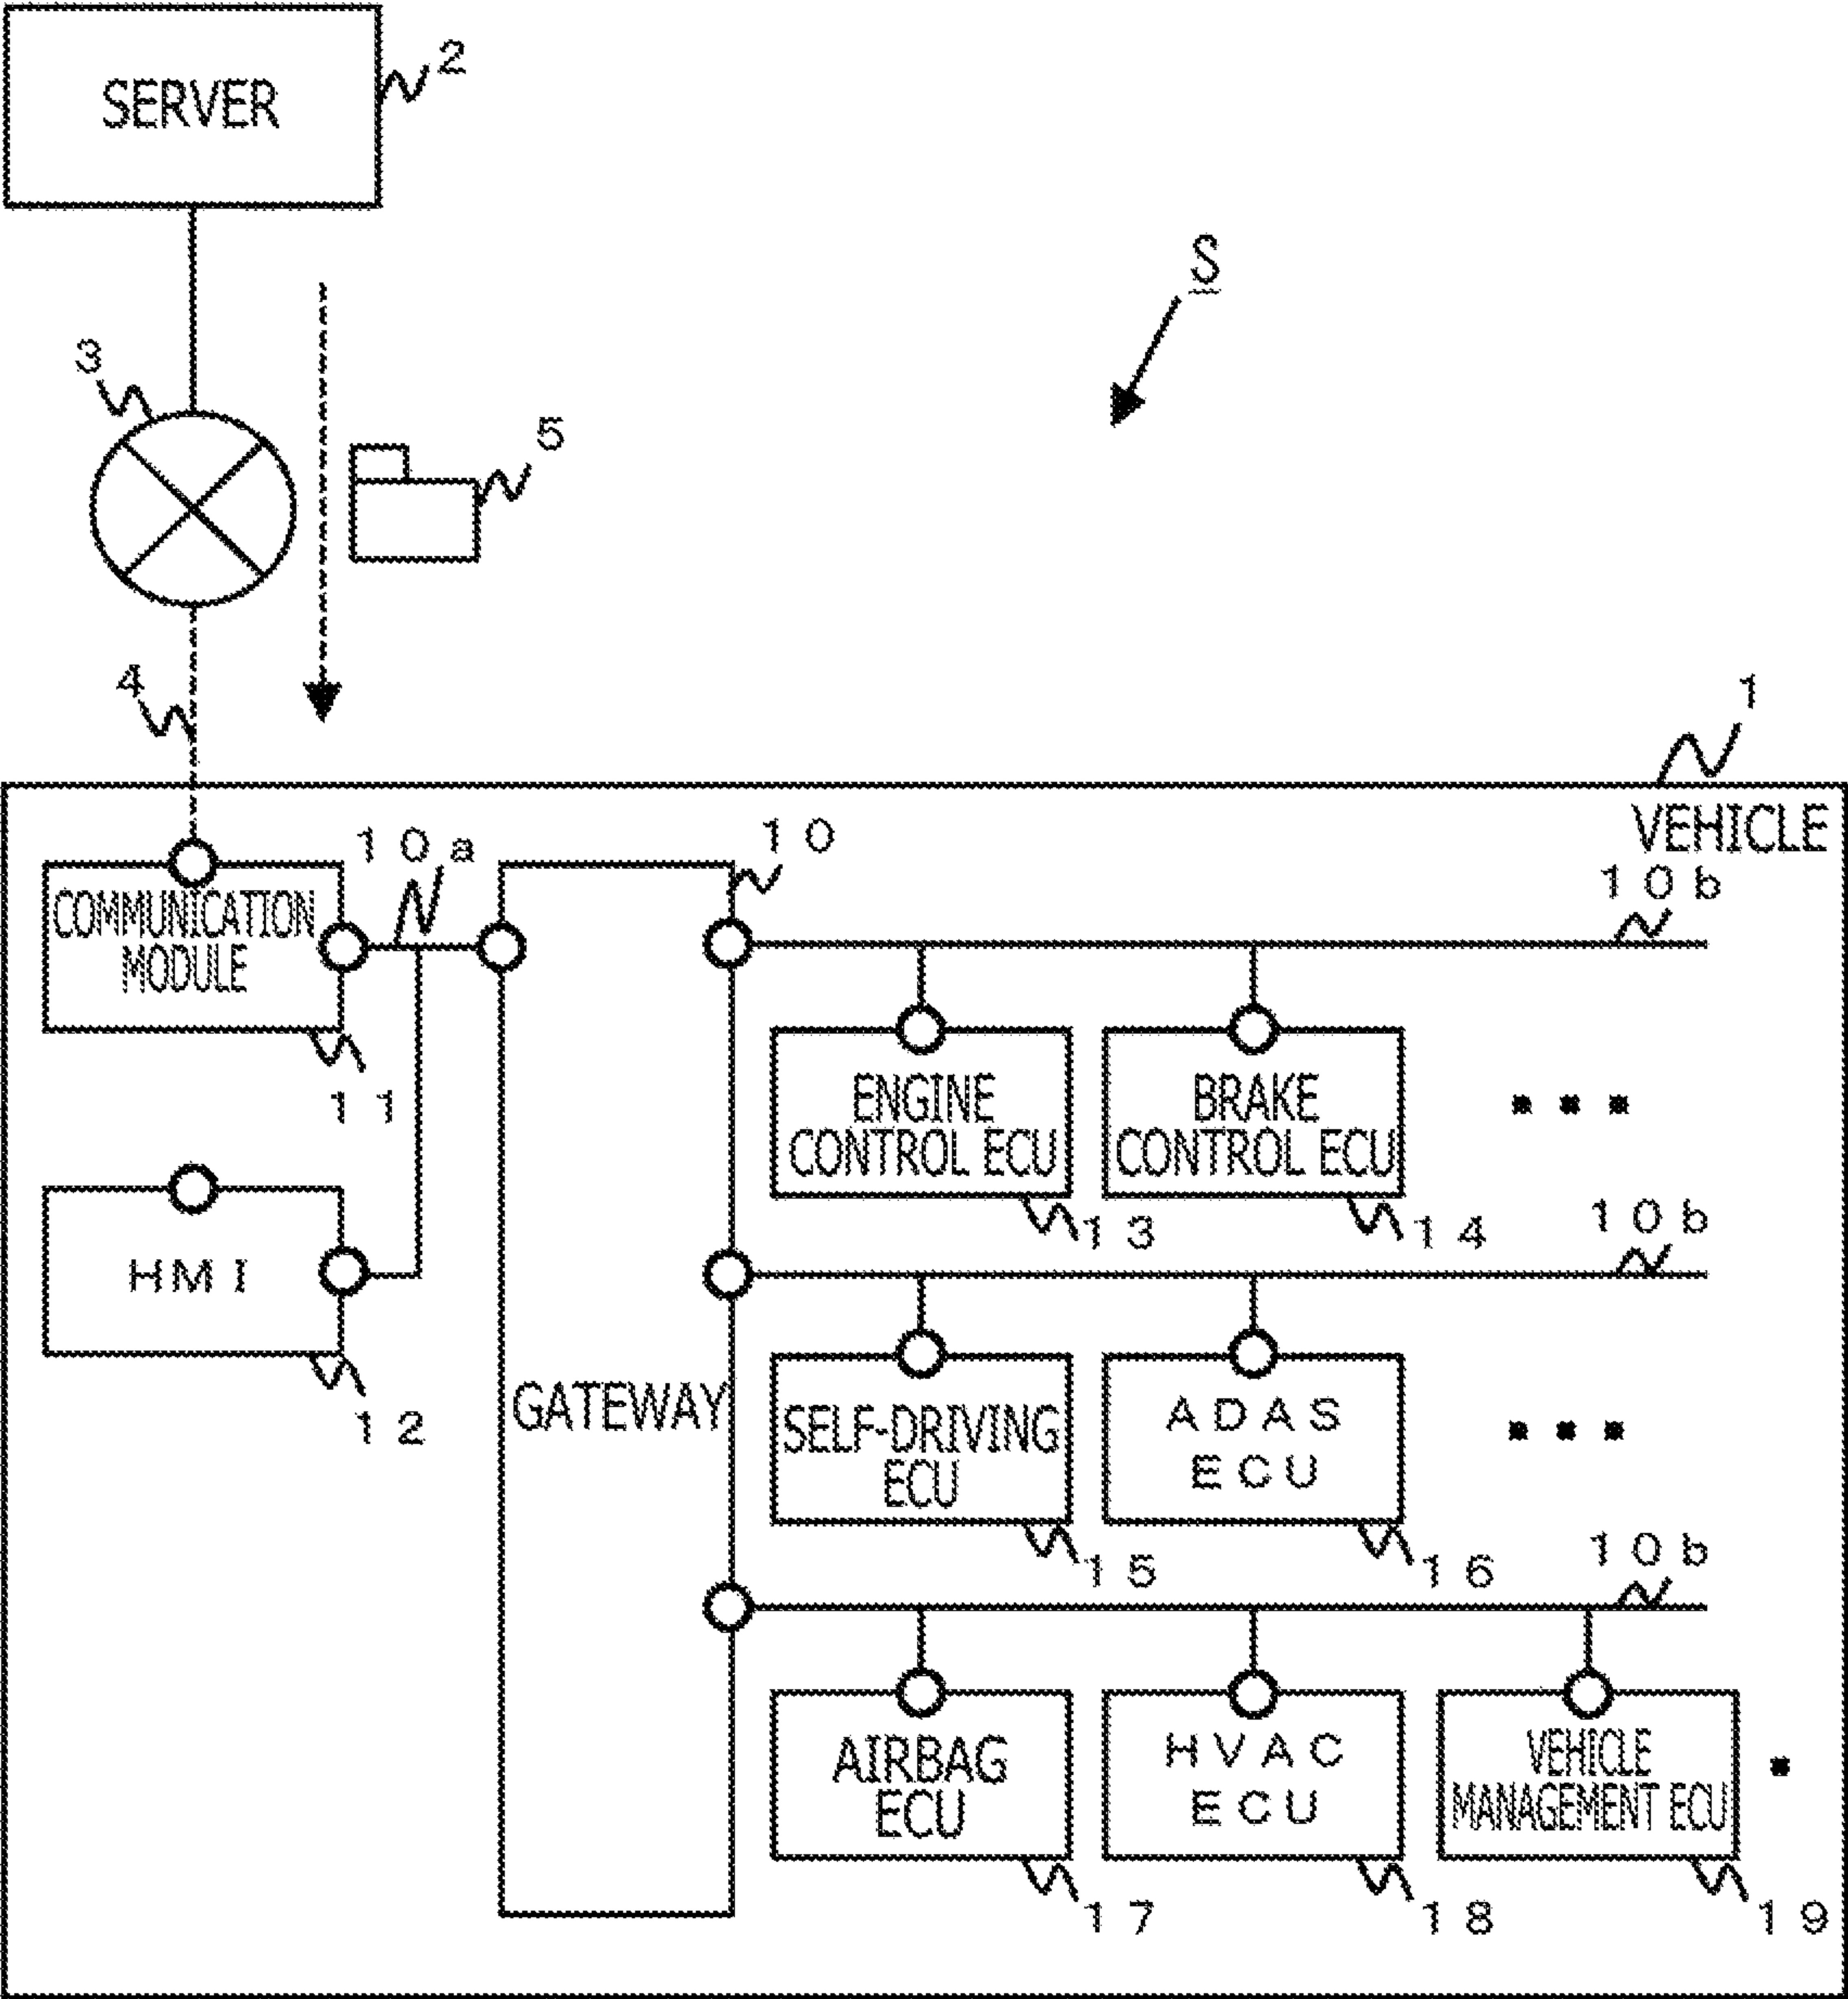 SERVER
2
S
3
5
4
1
VEHICLE
10a
10
10b
COMMUNICATION
MODULE
11
ENGINE
CONTROL ECU
13
BRAKE
CONTROL ECU
14
10b
HMI
12
GATEWAY
SELF-DRIVING
ECU
15
ADAS
ECU
16
10b
AIRBAG
ECU
17
HVAC
ECU
18
VEHICLE
MANAGEMENT ECU
19